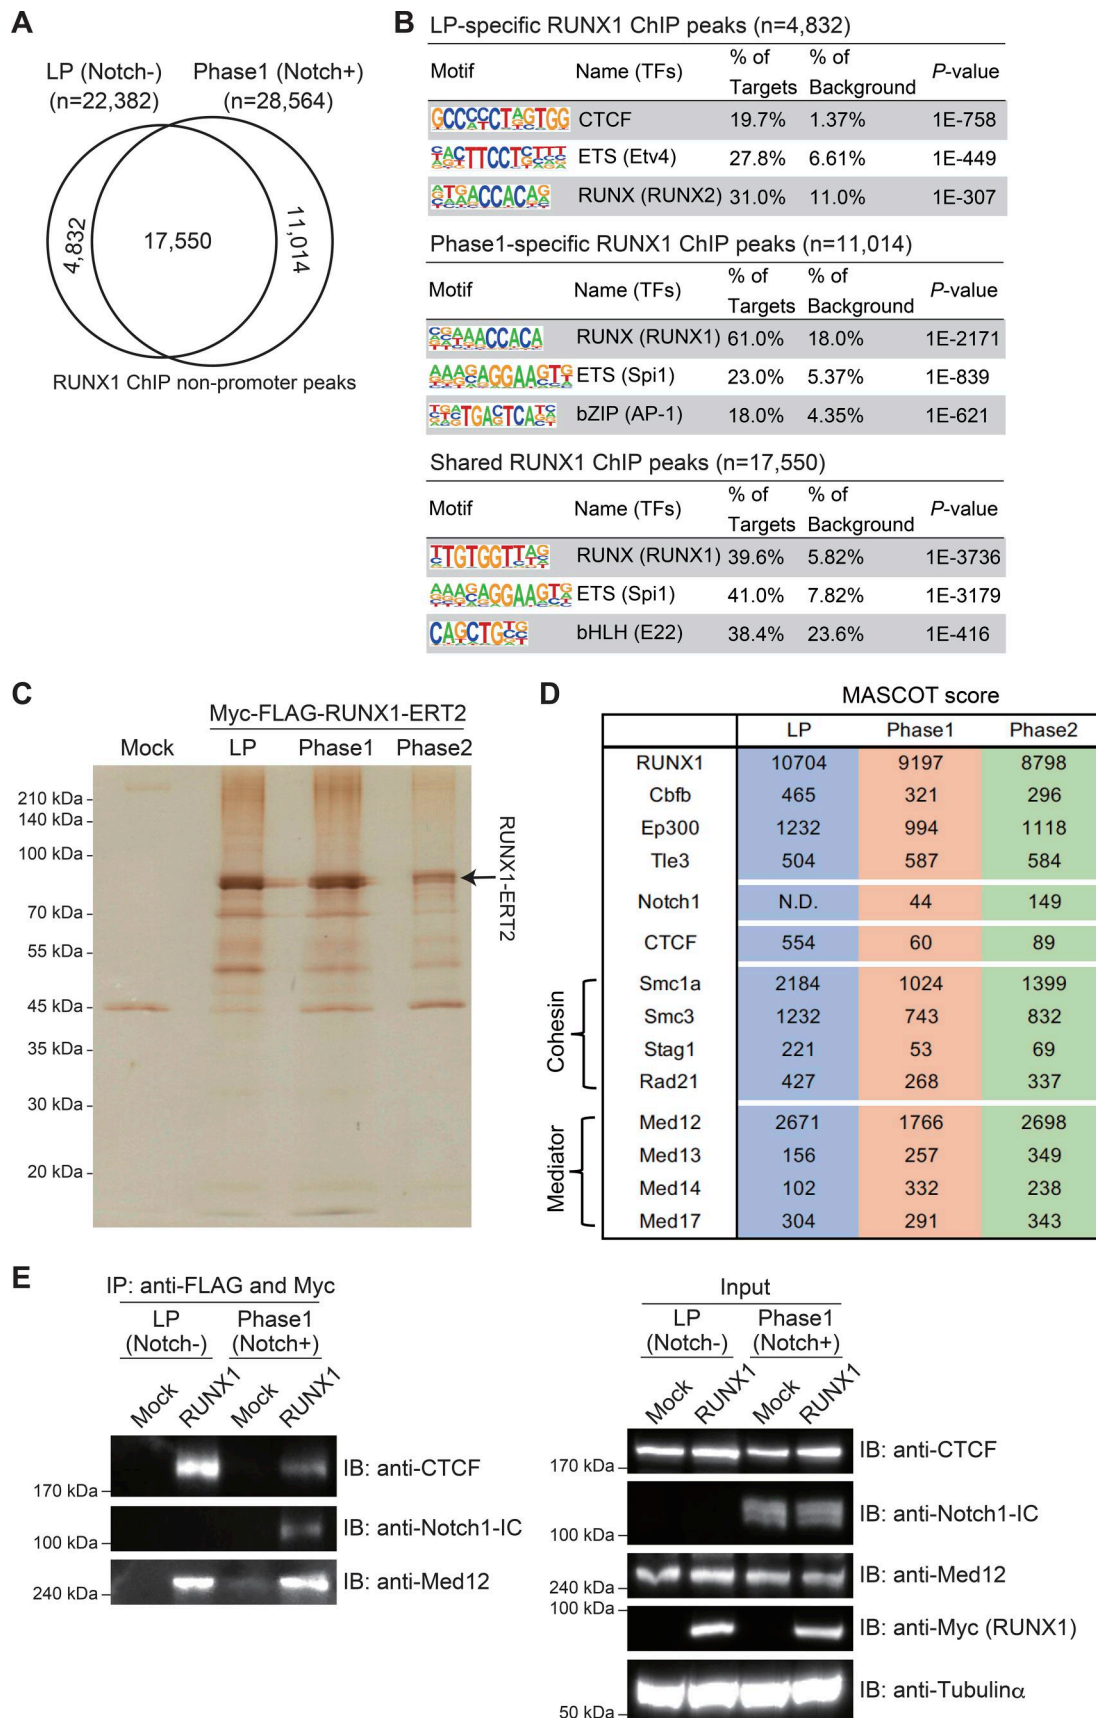 A
LP (Notch-)
(n=22,382)
Phase1 (Notch+)
(n=28,564)
4,832
17,550
11,014
RUNX1 ChIP non-promoter peaks
B
LP-specific RUNX1 ChIP peaks (n=4,832)
Motif Name (TFs) % of Targets % of Background P-value
CTCF 19.7% 1.37% 1E-758
ETS (Etv4) 27.8% 6.61% 1E-449
RUNX (RUNX2) 31.0% 11.0% 1E-307
Phase1-specific RUNX1 ChIP peaks (n=11,014)
Motif Name (TFs) % of Targets % of Background P-value
RUNX (RUNX1) 61.0% 18.0% 1E-2171
ETS (Spi1) 23.0% 5.37% 1E-839
bZIP (AP-1) 18.0% 4.35% 1E-621
Shared RUNX1 ChIP peaks (n=17,550)
Motif Name (TFs) % of Targets % of Background P-value
RUNX (RUNX1) 39.6% 5.82% 1E-3736
ETS (Spi1) 41.0% 7.82% 1E-3179
bHLH (E22) 38.4% 23.6% 1E-416
C
Myc-FLAG-RUNX1-ERT2
Mock LP Phase1 Phase2
210 kDa
140 kDa
100 kDa
70 kDa
55 kDa
45 kDa
35 kDa
30 kDa
20 kDa
RUNX1-ERT2
D
MASCOT score
LP Phase1 Phase2
RUNX1 10704 9197 8798
Cbfb 465 321 296
Ep300 1232 994 1118
Tle3 504 587 584
Notch1 N.D. 44 149
CTCF 554 60 89
Cohesin
Smc1a 2184 1024 1399
Smc3 1232 743 832
Stag1 221 53 69
Rad21 427 268 337
Mediator
Med12 2671 1766 2698
Med13 156 257 349
Med14 102 332 238
Med17 304 291 343
E
IP: anti-FLAG and Myc
LP (Notch-)
Phase1 (Notch+)
Mock RUNX1 Mock RUNX1
170 kDa IB: anti-CTCF
100 kDa IB: anti-Notch1-IC
240 kDa IB: anti-Med12
Input
LP (Notch-)
Phase1 (Notch+)
Mock RUNX1 Mock RUNX1
170 kDa IB: anti-CTCF
100 kDa IB: anti-Notch1-IC
240 kDa IB: anti-Med12
100 kDa IB: anti-Myc (RUNX1)
50 kDa IB: anti-Tubulinα